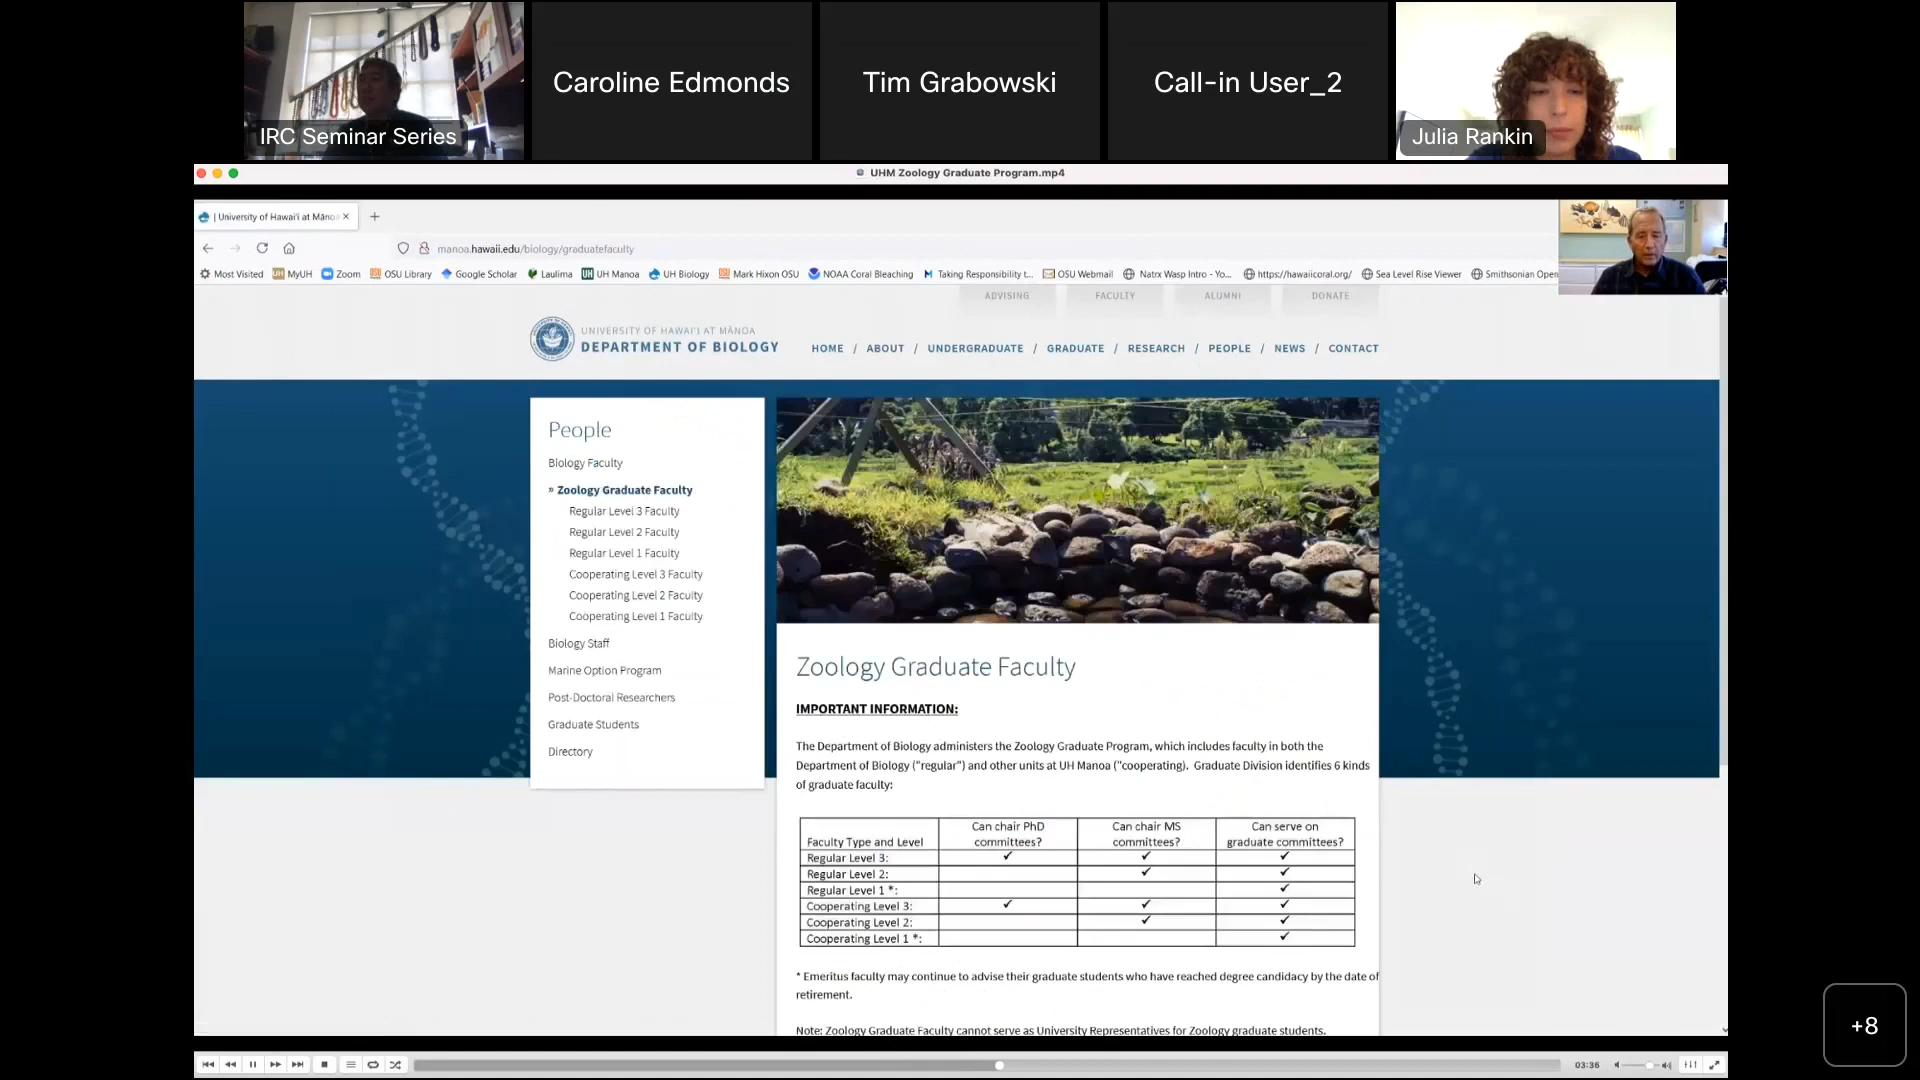 IRC Seminar Series
Caroline Edmonds
Tim Grabowski
Call-in User_2
Julia Rankin
UHM Zoology Graduate Program.mp4
| University of Hawai'i at Mānoa
manoa.hawaii.edu/biology/graduatefaculty
Most Visited MyUH Zoom OSU Library Google Scholar Laulima UH Manoa UH Biology Mark Hixon OSU NOAA Coral Bleaching Taking Responsibility t... OSU Webmail Natrx Wasp Intro - Yo... https://hawaiicoral.org/ Sea Level Rise Viewer Smithsonian Open
ADVISING FACULTY ALUMNI DONATE
UNIVERSITY OF HAWAI'I AT MĀNOA
DEPARTMENT OF BIOLOGY
HOME / ABOUT / UNDERGRADUATE / GRADUATE / RESEARCH / PEOPLE / NEWS / CONTACT
People
Biology Faculty
» Zoology Graduate Faculty
Regular Level 3 Faculty
Regular Level 2 Faculty
Regular Level 1 Faculty
Cooperating Level 3 Faculty
Cooperating Level 2 Faculty
Cooperating Level 1 Faculty
Biology Staff
Marine Option Program
Post-Doctoral Researchers
Graduate Students
Directory
Zoology Graduate Faculty
IMPORTANT INFORMATION:
The Department of Biology administers the Zoology Graduate Program, which includes faculty in both the
Department of Biology ("regular") and other units at UH Manoa ("cooperating). Graduate Division identifies 6 kinds
of graduate faculty:
Faculty Type and Level Can chair PhD committees? Can chair MS committees? Can serve on graduate committees?
Regular Level 3: ✓ ✓ ✓
Regular Level 2: ✓ ✓
Regular Level 1 *: ✓
Cooperating Level 3: ✓ ✓ ✓
Cooperating Level 2: ✓ ✓
Cooperating Level 1 *: ✓
* Emeritus faculty may continue to advise their graduate students who have reached degree candidacy by the date of
retirement.
Note: Zoology Graduate Faculty cannot serve as University Representatives for Zoology graduate students.
03:36
+8